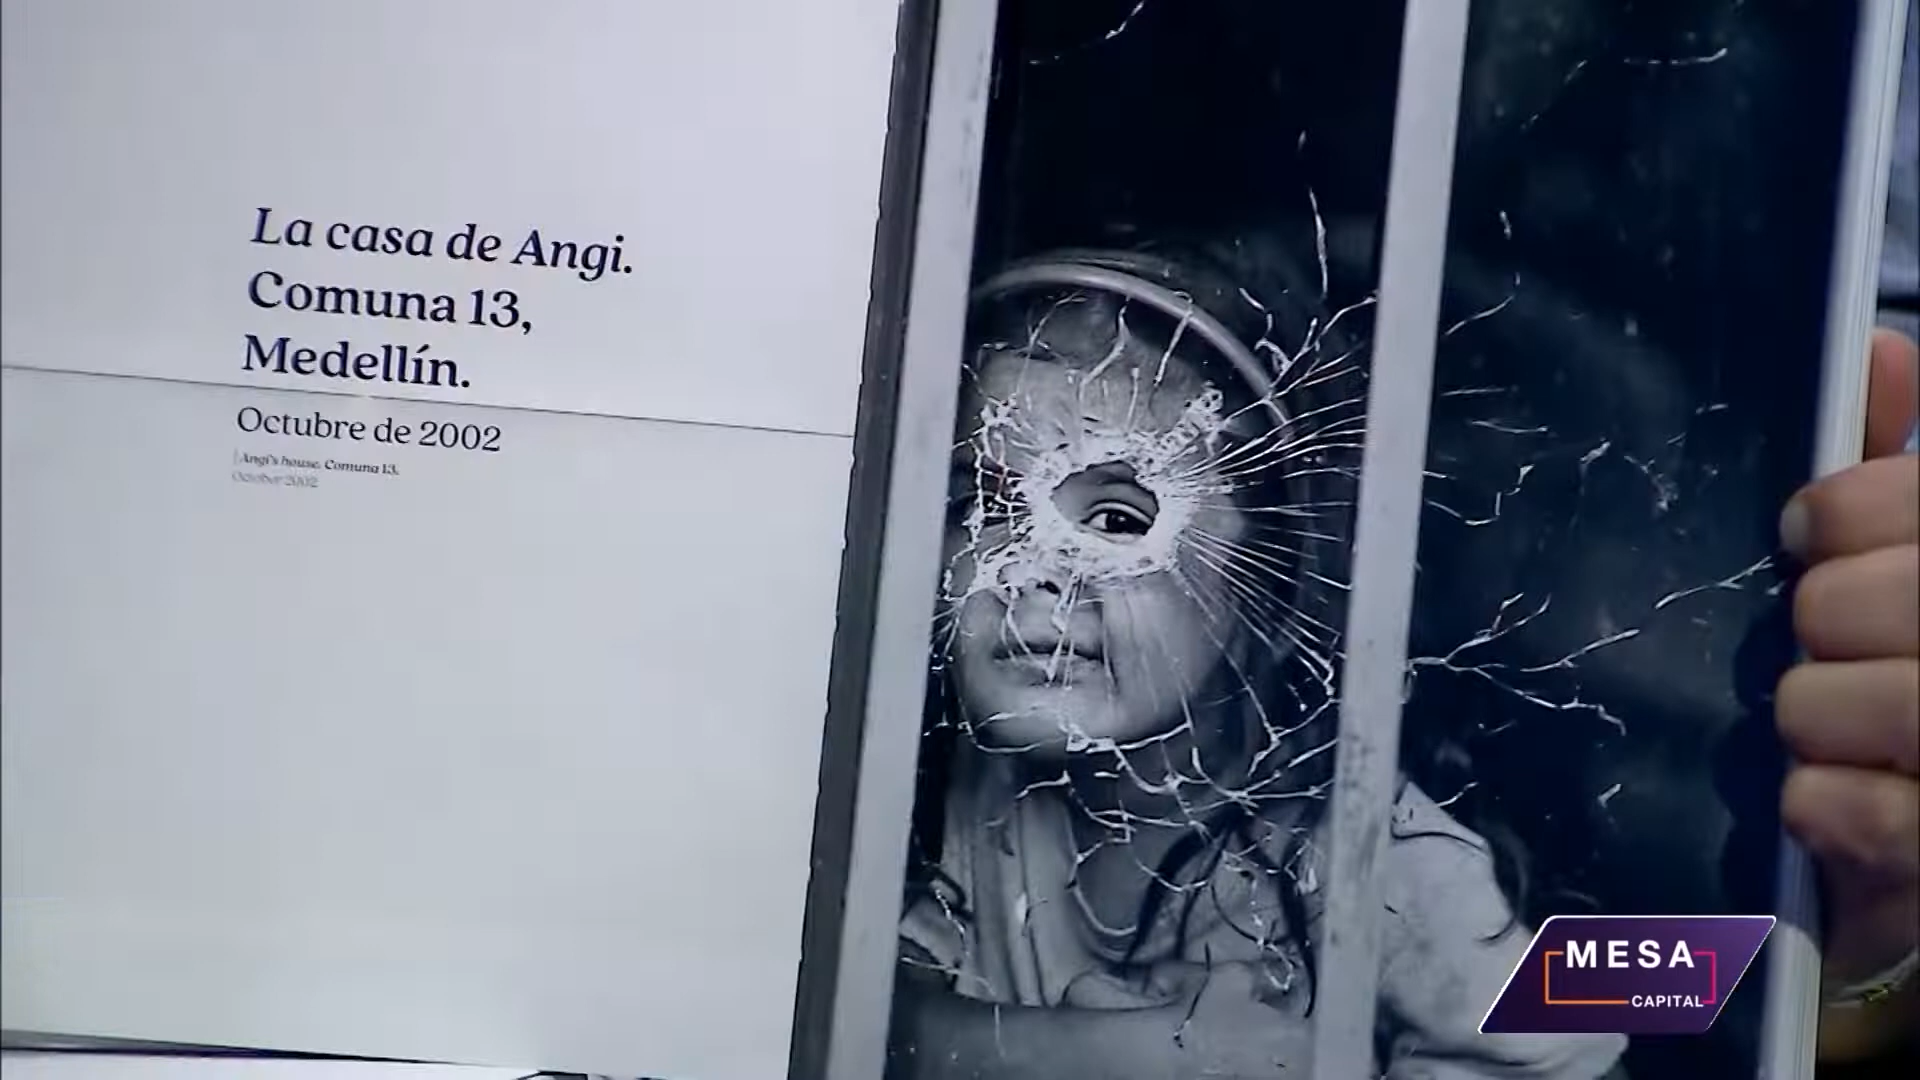 La casa de Angi.
Comuna 13,
Medellín.
Octubre de 2002
Angi's house. Comuna 13.
October 2002
MESA
CAPITAL